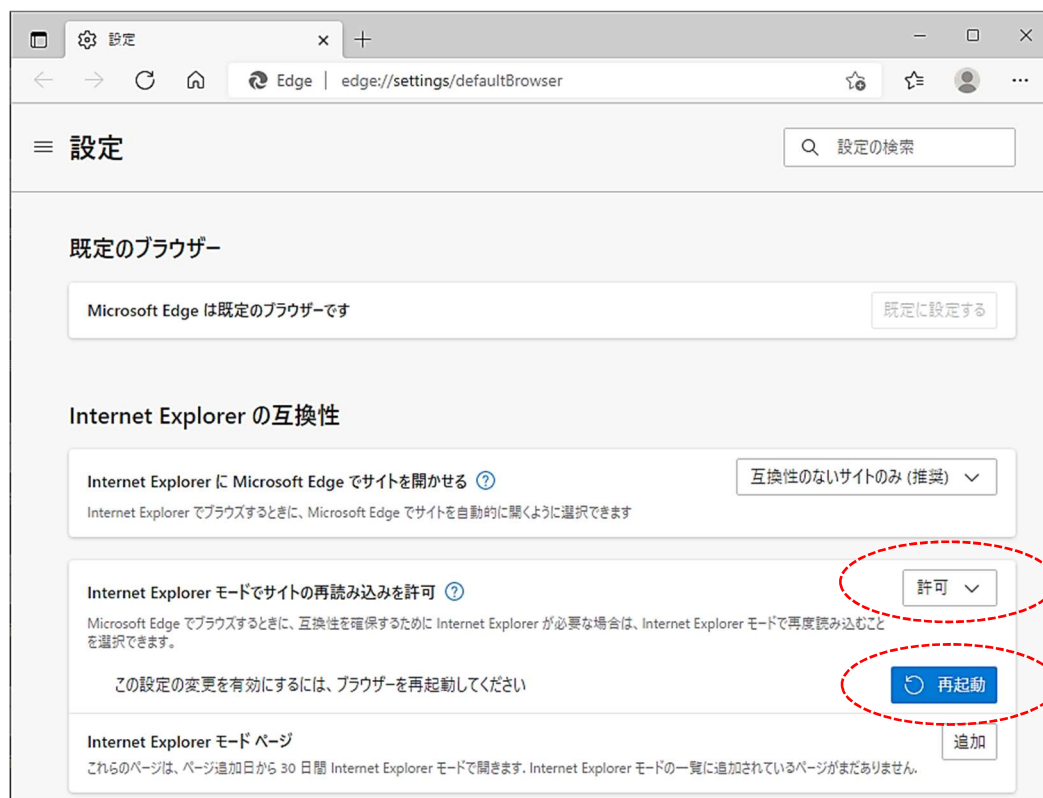 設定
Edge | edge://settings/defaultBrowser
設定
設定の検索
既定のブラウザー
Microsoft Edge は既定のブラウザーです
既定に設定する
Internet Explorer の互換性
Internet Explorer に Microsoft Edge でサイトを開かせる
互換性のないサイトのみ (推奨)
Internet Explorer でブラウズするときに、Microsoft Edge でサイトを自動的に開くように選択できます
Internet Explorer モードでサイトの再読み込みを許可
許可
Microsoft Edge でブラウズするときに、互換性を確保するために Internet Explorer が必要な場合は、Internet Explorer モードで再度読み込むこと
を選択できます。
この設定の変更を有効にするには、ブラウザーを再起動してください
再起動
Internet Explorer モード ページ
追加
これらのページは、ページ追加日から 30 日間 Internet Explorer モードで開きます. Internet Explorer モードの一覧に追加されているページがまだありません.